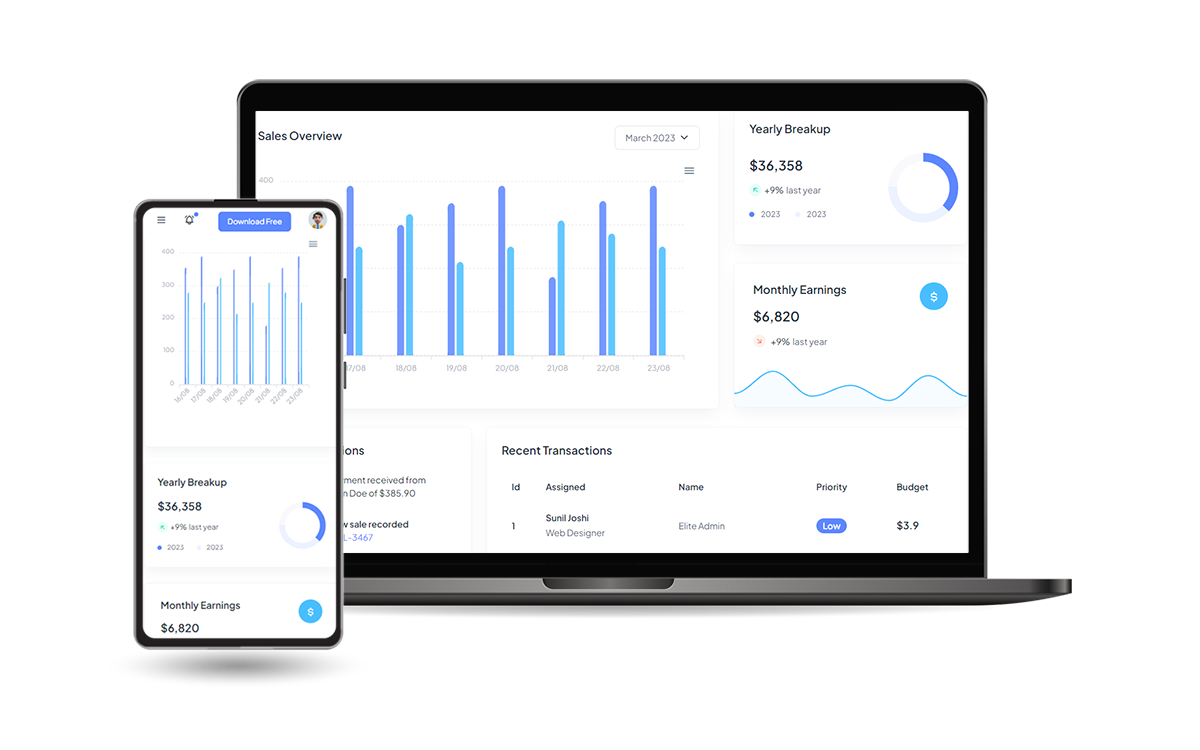 Sales Overview
March 2023
400
17/08
18/08
19/08
20/08
21/08
22/08
23/08
Yearly Breakup
$36,358
+9% last year
2023
2023
Monthly Earnings
$6,820
$
+9% last year
Recent Transactions
Id
Assigned
Name
Priority
Budget
1
Sunil Joshi
Web Designer
Elite Admin
Low
$3.9
ions
ment received from
n Doe of $385.90
w sale recorded
L-3467
Download Free
400
300
200
100
0
16/08
17/08
18/08
19/08
20/08
21/08
22/08
23/08
Yearly Breakup
$36,358
+9% last year
2023
2023
Monthly Earnings
$6,820
$